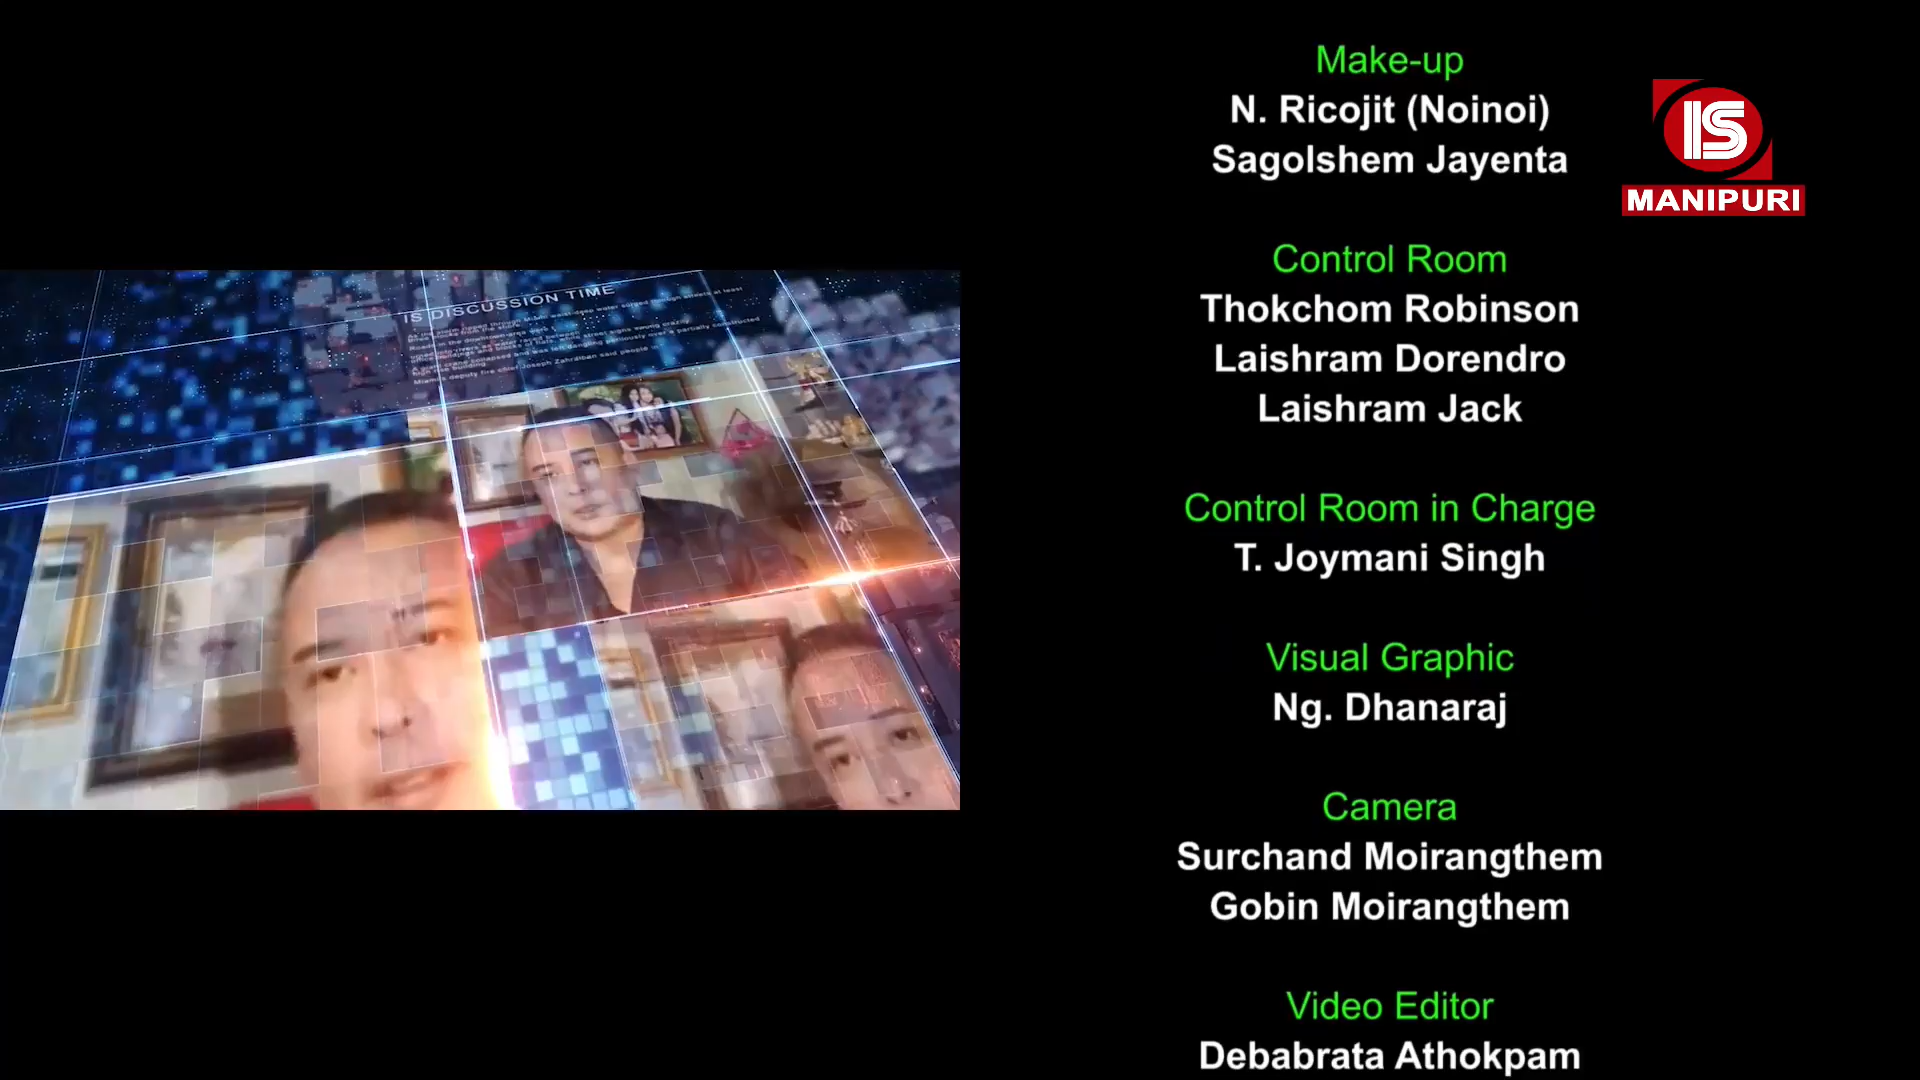 IS DISCUSSION TIME
Make-up
N. Ricojit (Noinoi)
Sagolshem Jayenta
IS
MANIPURI
Control Room
Thokchom Robinson
Laishram Dorendro
Laishram Jack
Control Room in Charge
T. Joymani Singh
Visual Graphic
Ng. Dhanaraj
Camera
Surchand Moirangthem
Gobin Moirangthem
Video Editor
Debabrata Athokpam